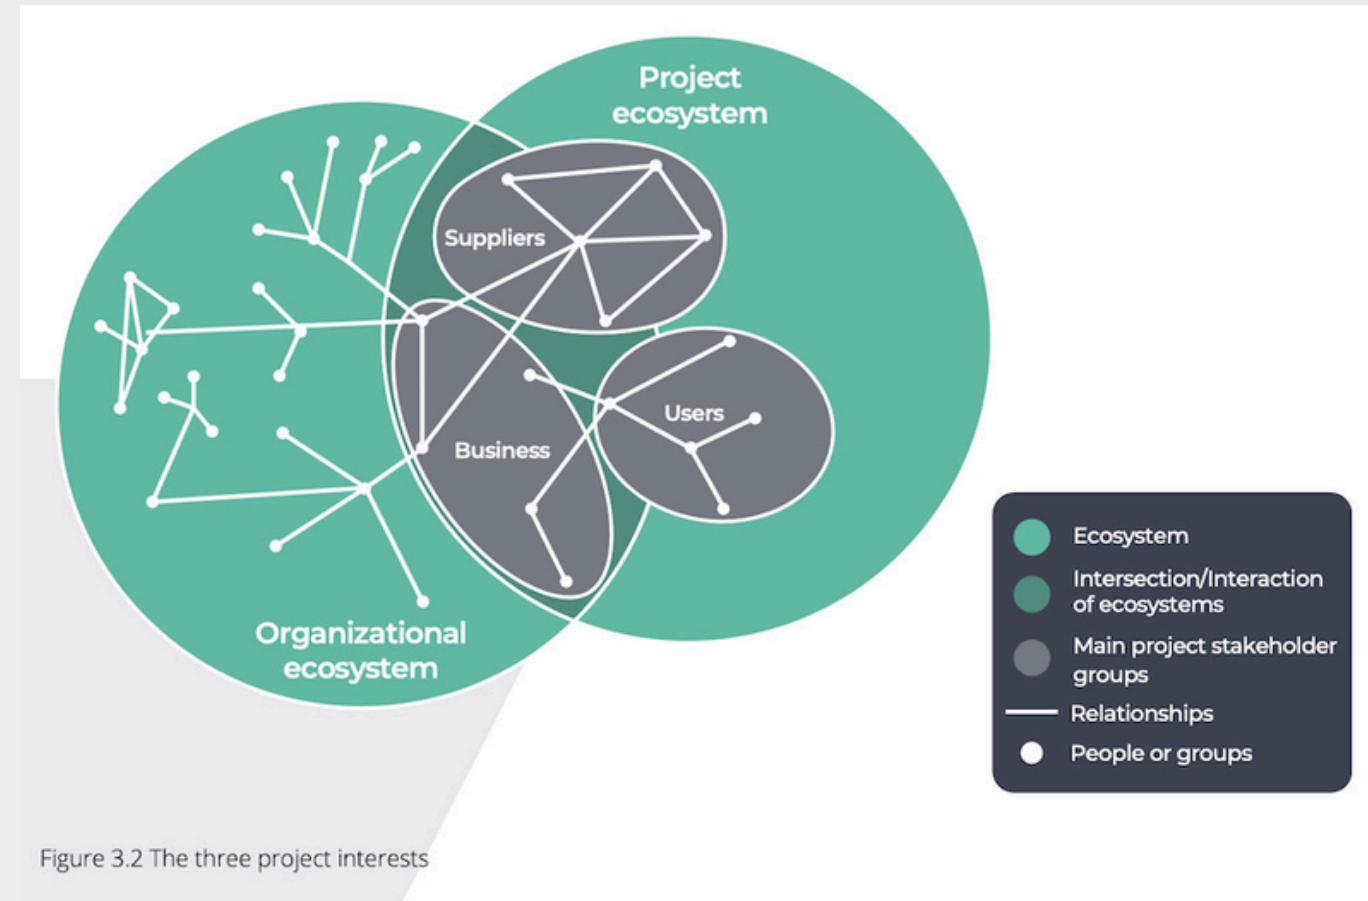 Project
ecosystem
Suppliers
Users
Business
Organizational
ecosystem
Ecosystem
Intersection/Interaction
of ecosystems
Main project stakeholder
groups
Relationships
People or groups
Figure 3.2 The three project interests